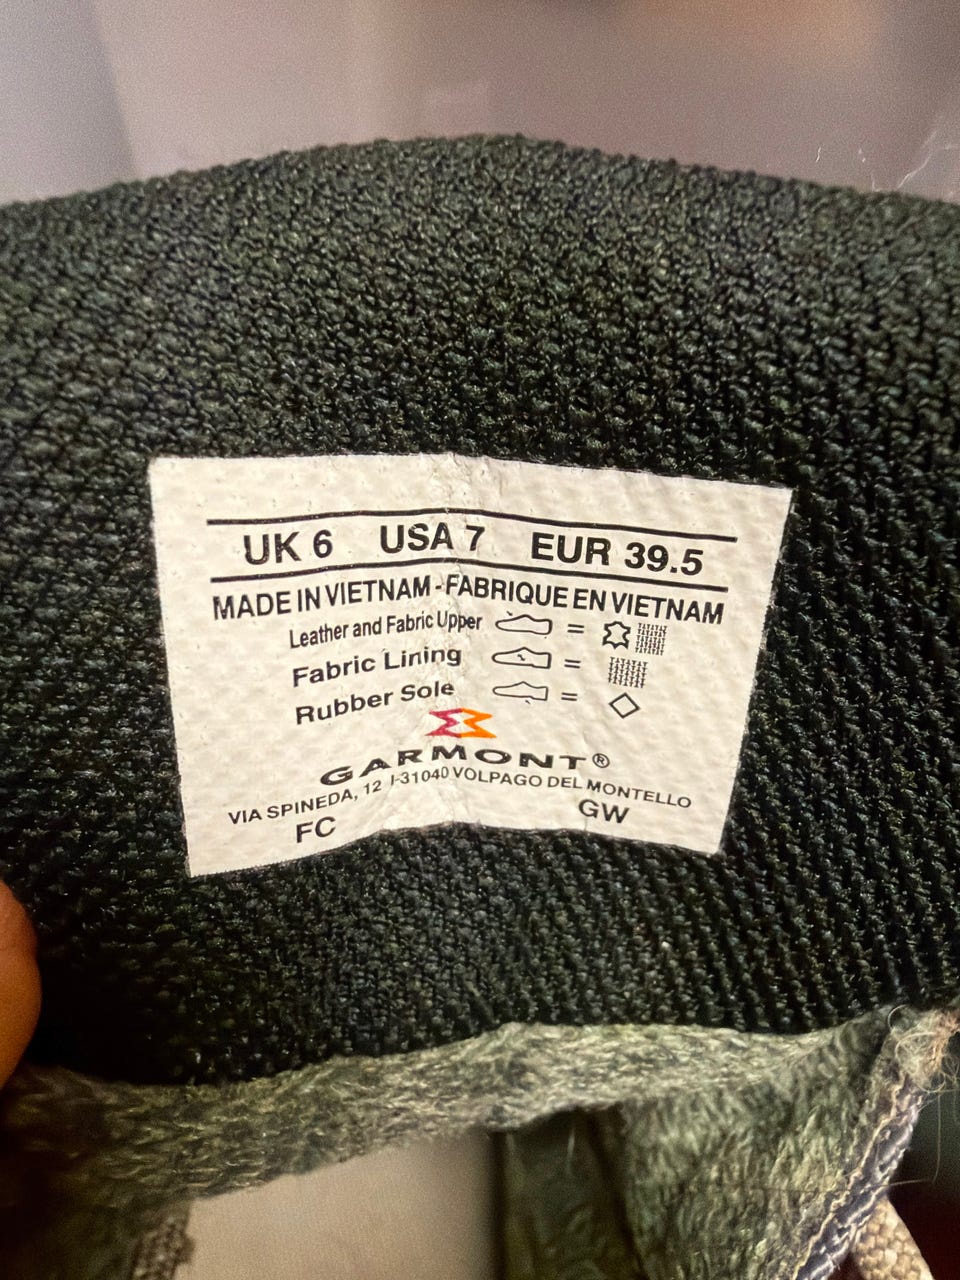 UK 6 USA 7 EUR 39.5
MADE IN VIETNAM - FABRIQUE EN VIETNAM
Leather and Fabric Upper =
Fabric Lining =
Rubber Sole =
GARMONT®
VIA SPINEDA, 12 I-31040 VOLPAGO DEL MONTELLO
FC GW